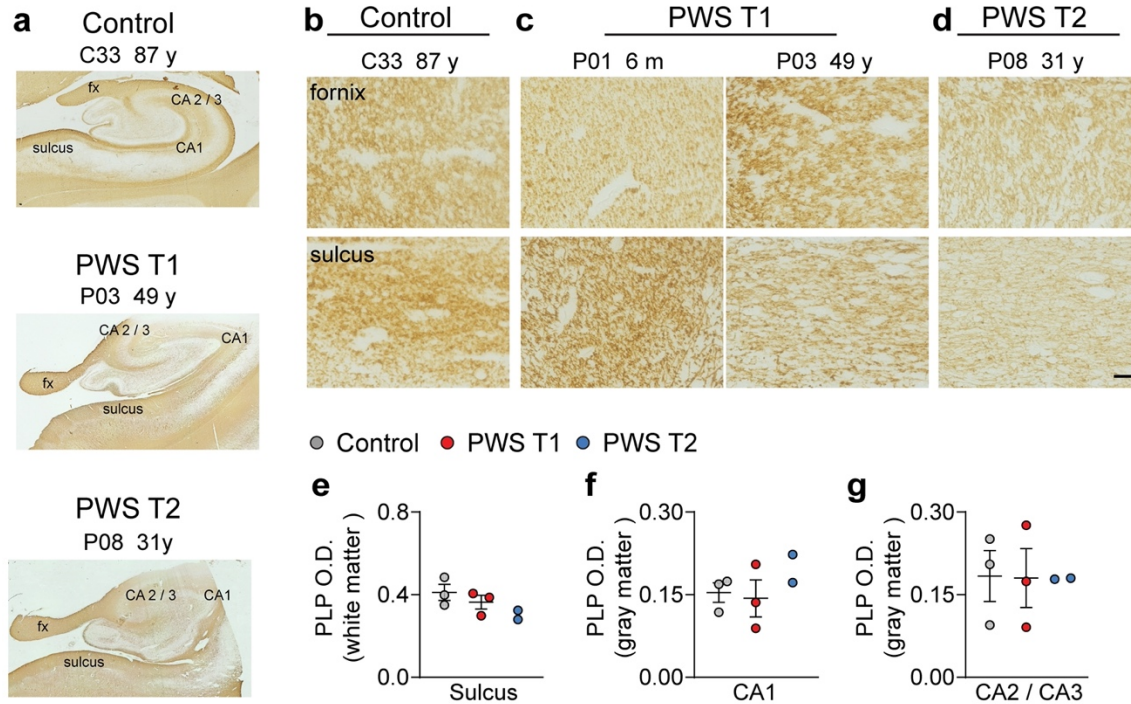 a
Control
C33 87 y
fx
CA 2 / 3
sulcus
CA1
PWS T1
P03 49 y
CA 2 / 3
CA1
fx
sulcus
PWS T2
P08 31y
CA 2 / 3
CA1
fx
sulcus
b
Control
C33 87 y
fornix
sulcus
c
PWS T1
P01 6 m
P03 49 y
d
PWS T2
P08 31 y
Control
PWS T1
PWS T2
e
PLP O.D.
(white matter )
0.8
0.4
0.0
Sulcus
f
PLP O.D.
(gray matter )
0.30
0.15
0.00
CA1
g
PLP O.D.
(gray matter )
0.30
0.15
0.00
CA2 / CA3